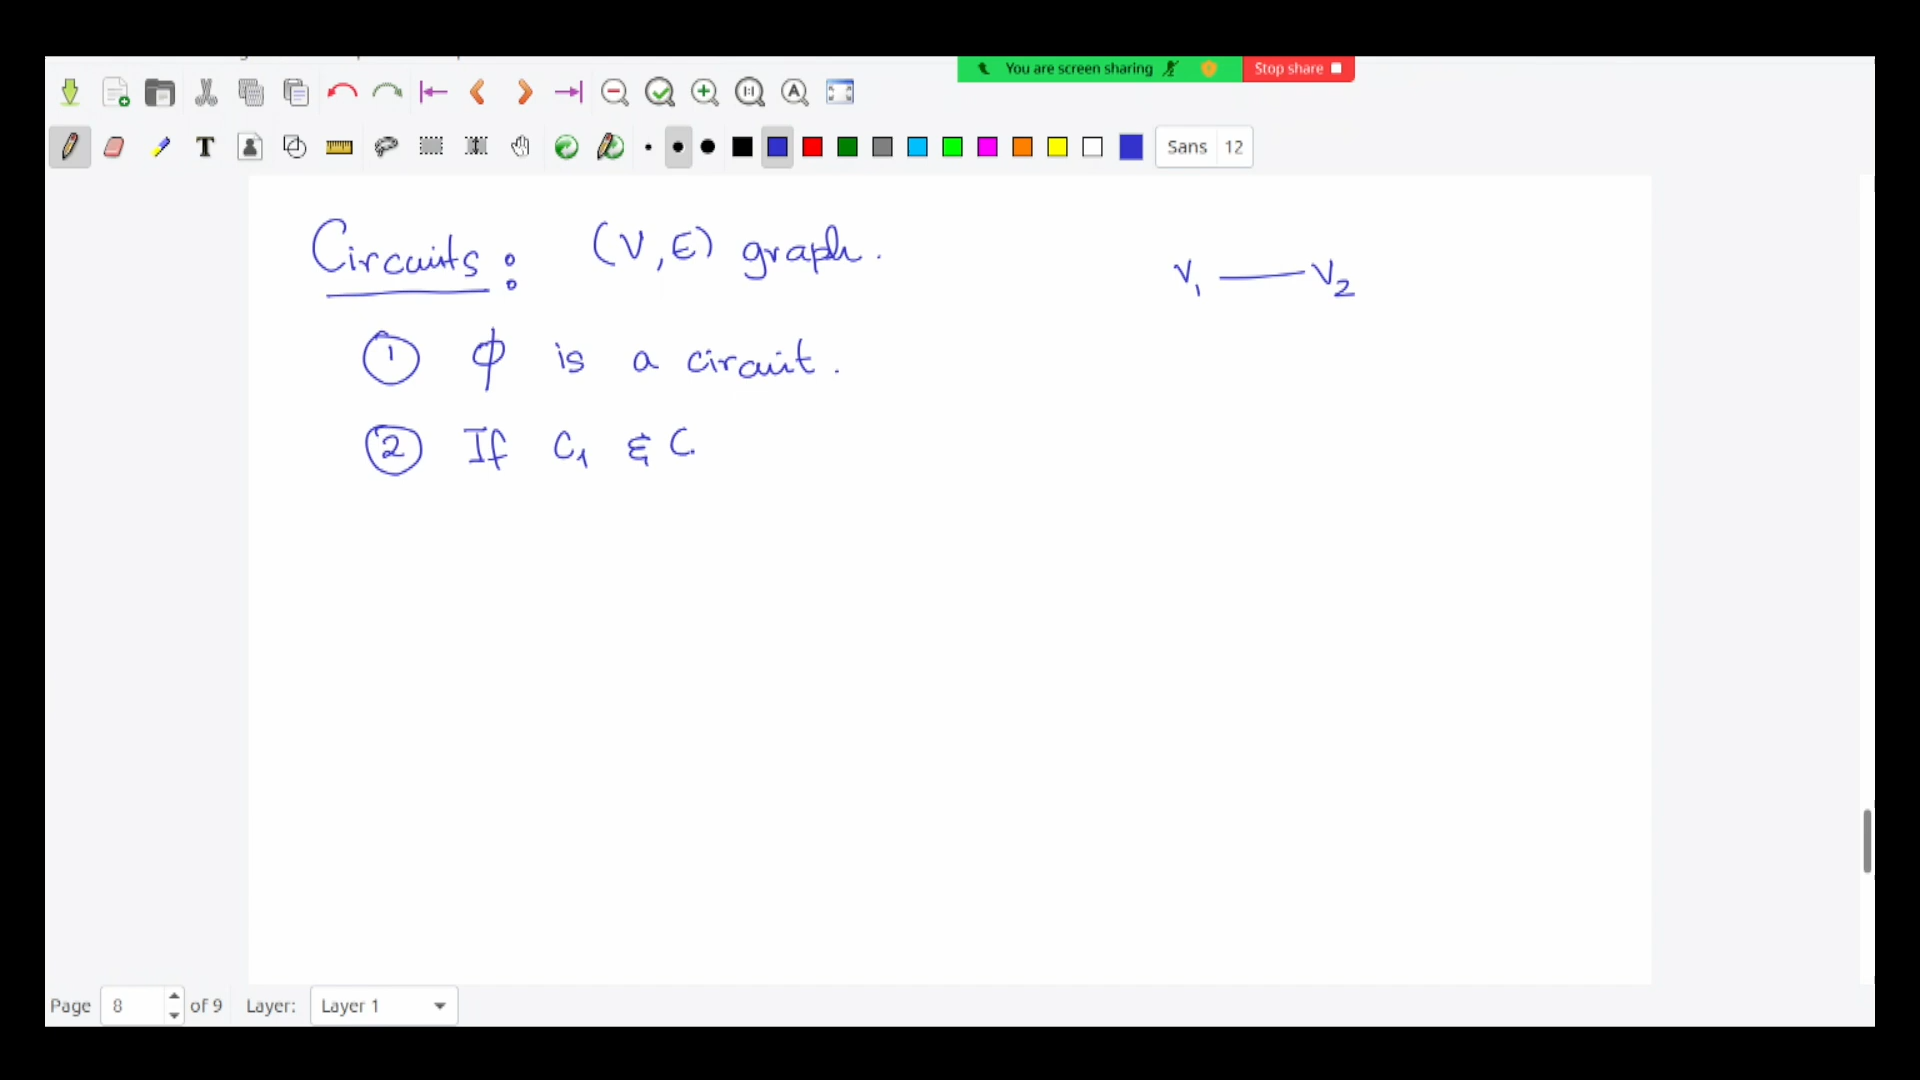 You are screen sharing Stop share
Sans 12
Circuits : (V,E) graph.
V₁ — V₂
① ϕ is a circuit.
② If C₁ & C
Page 8 of 9 Layer: Layer 1